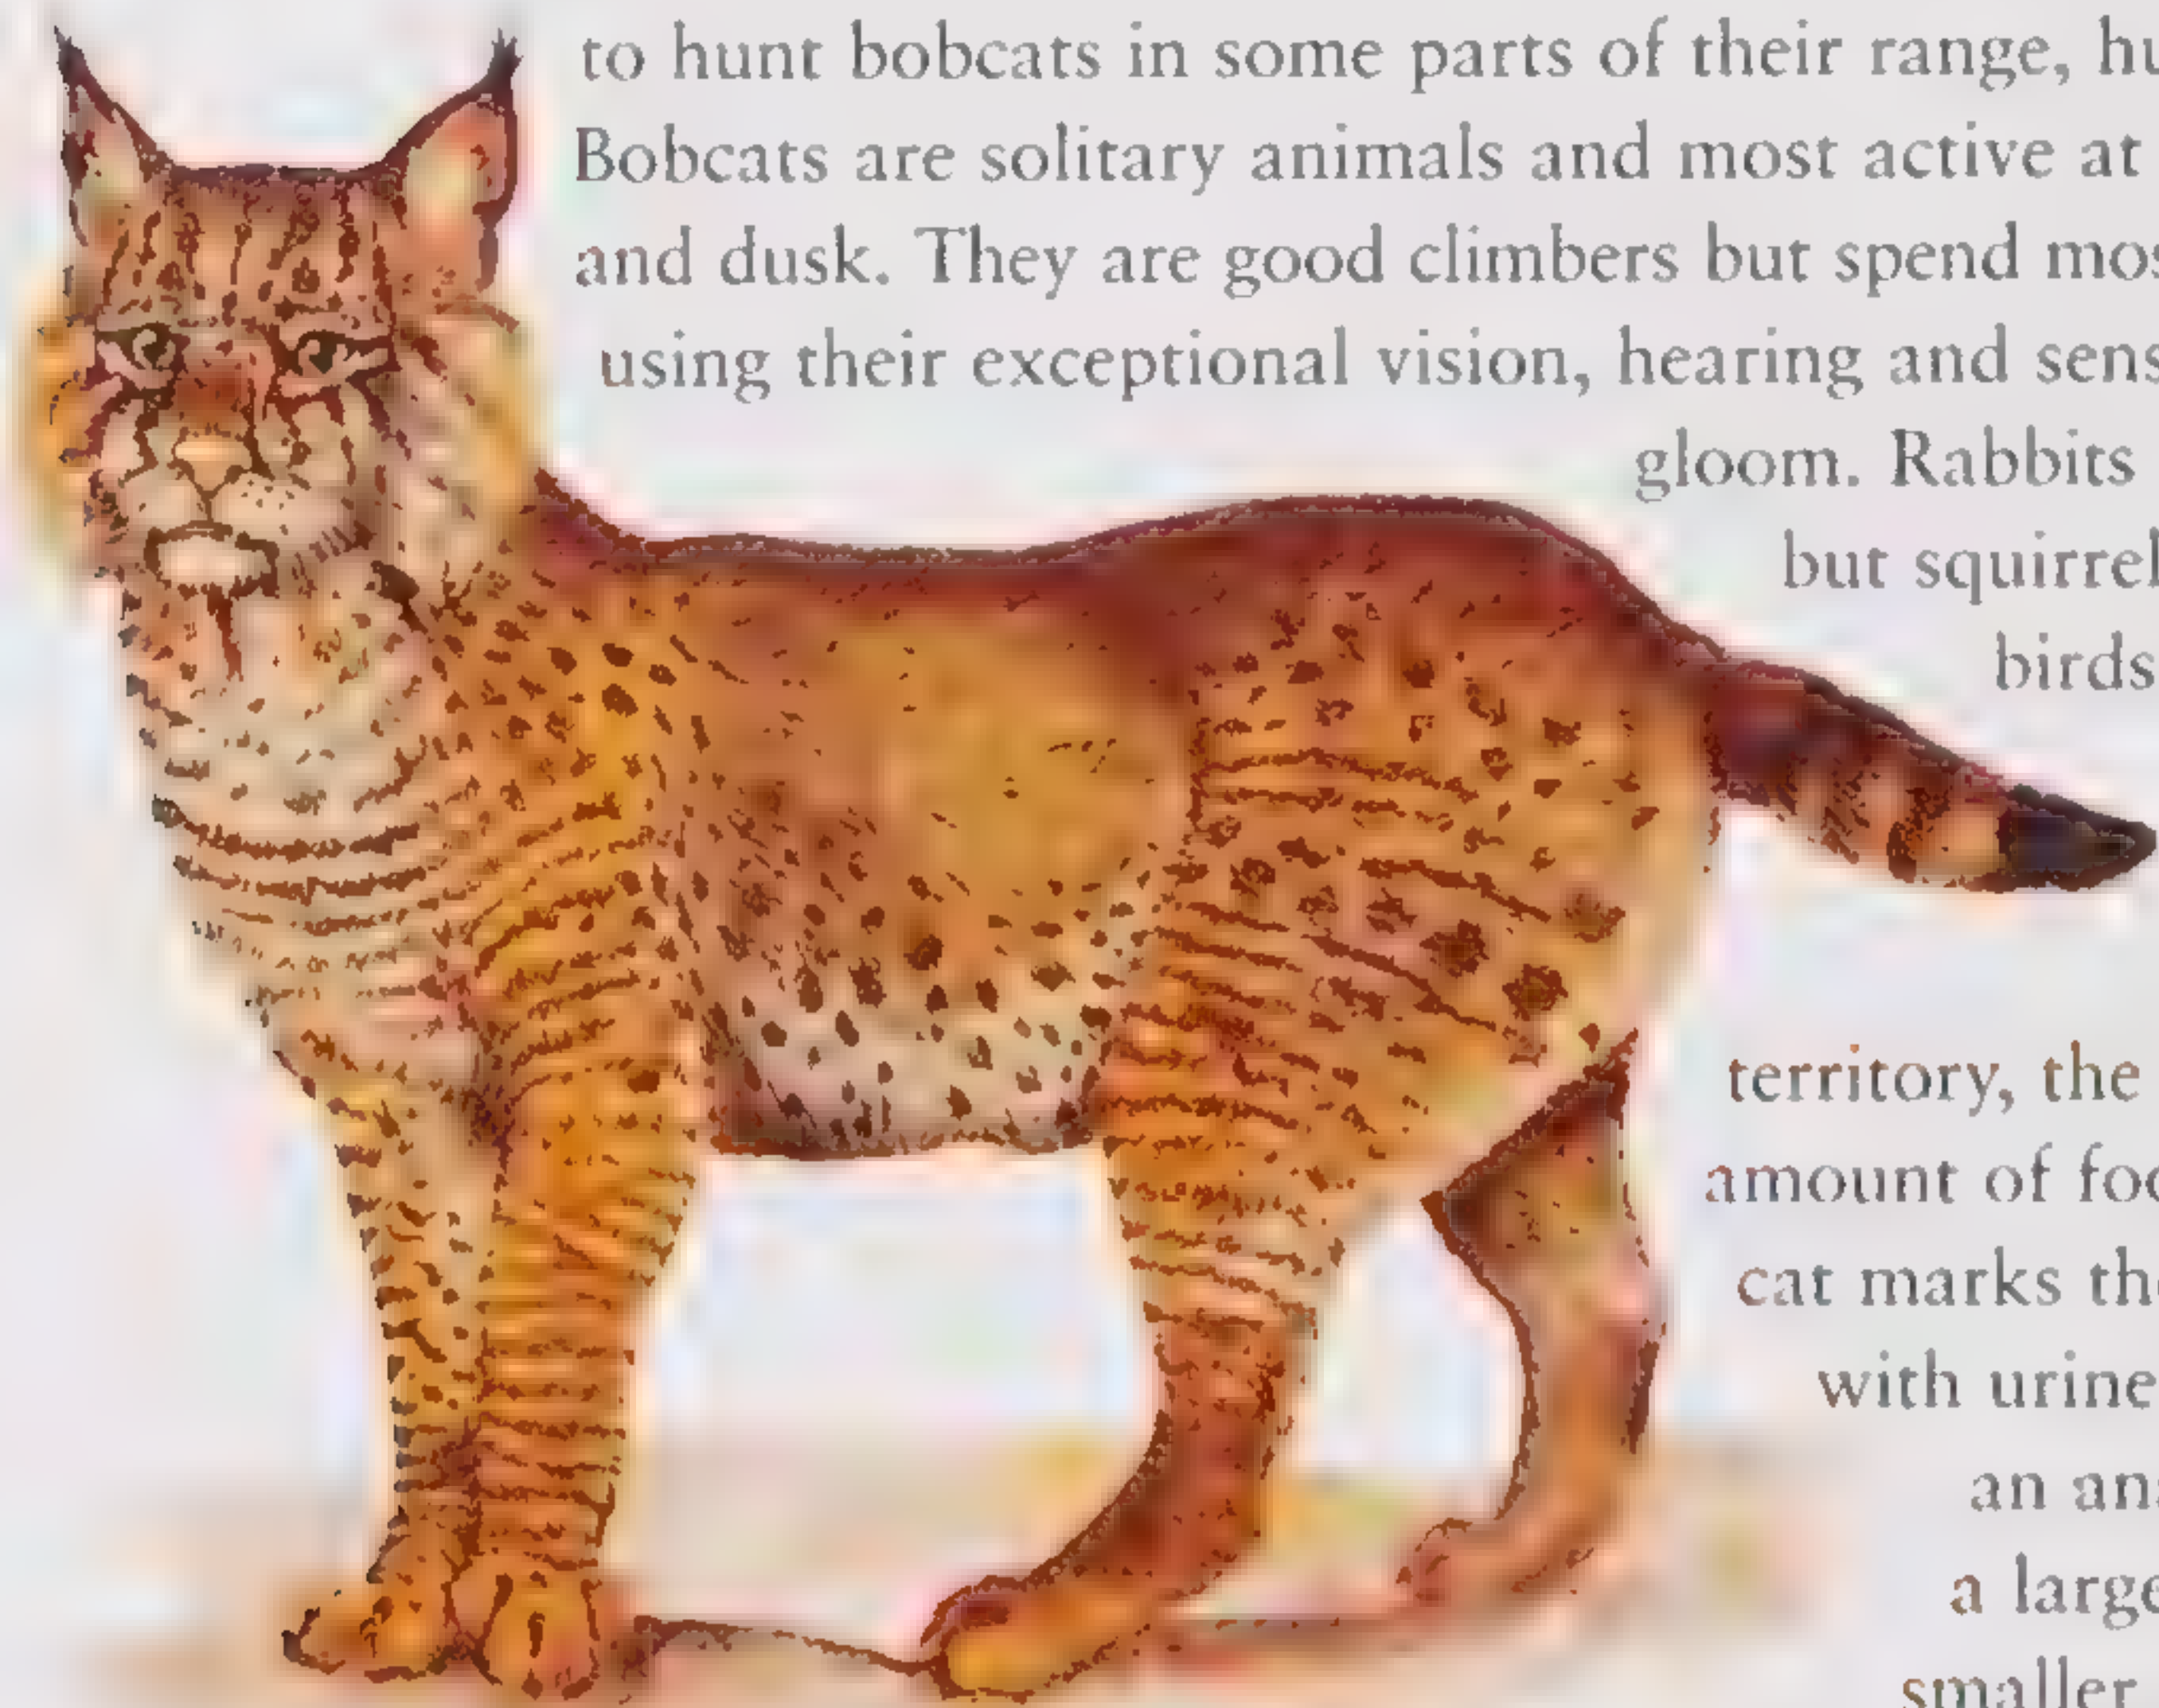 to hunt bobcats in some parts of their range, hu
Bobcats are solitary animals and most active at
and dusk. They are good climbers but spend mos
using their exceptional vision, hearing and sens
gloom. Rabbits
but squirrel
birds
territory, the
amount of foo
cat marks the
with urine
an ana
a large
smaller